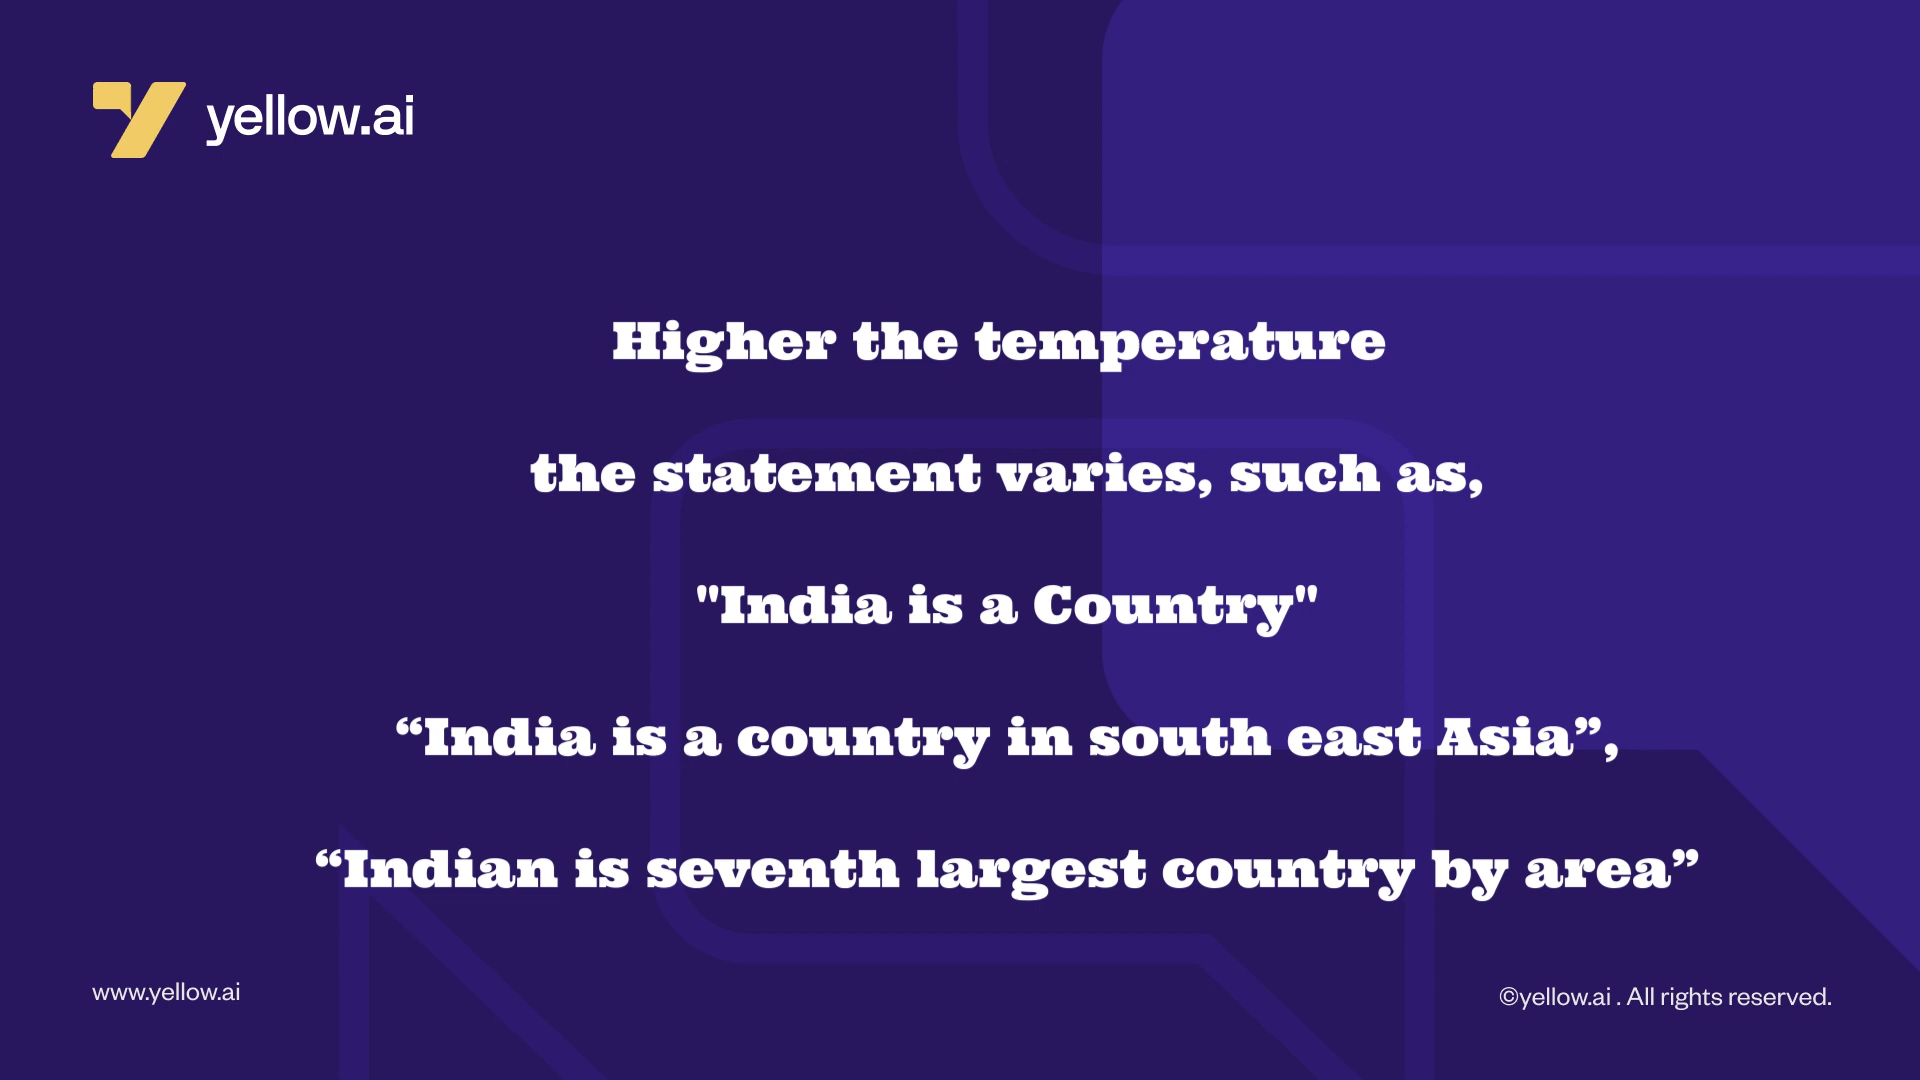 yellow.ai
Higher the temperature
the statement varies, such as,
"India is a Country"
“India is a country in south east Asia”,
“Indian is seventh largest country by area”
www.yellow.ai
©yellow.ai . All rights reserved.